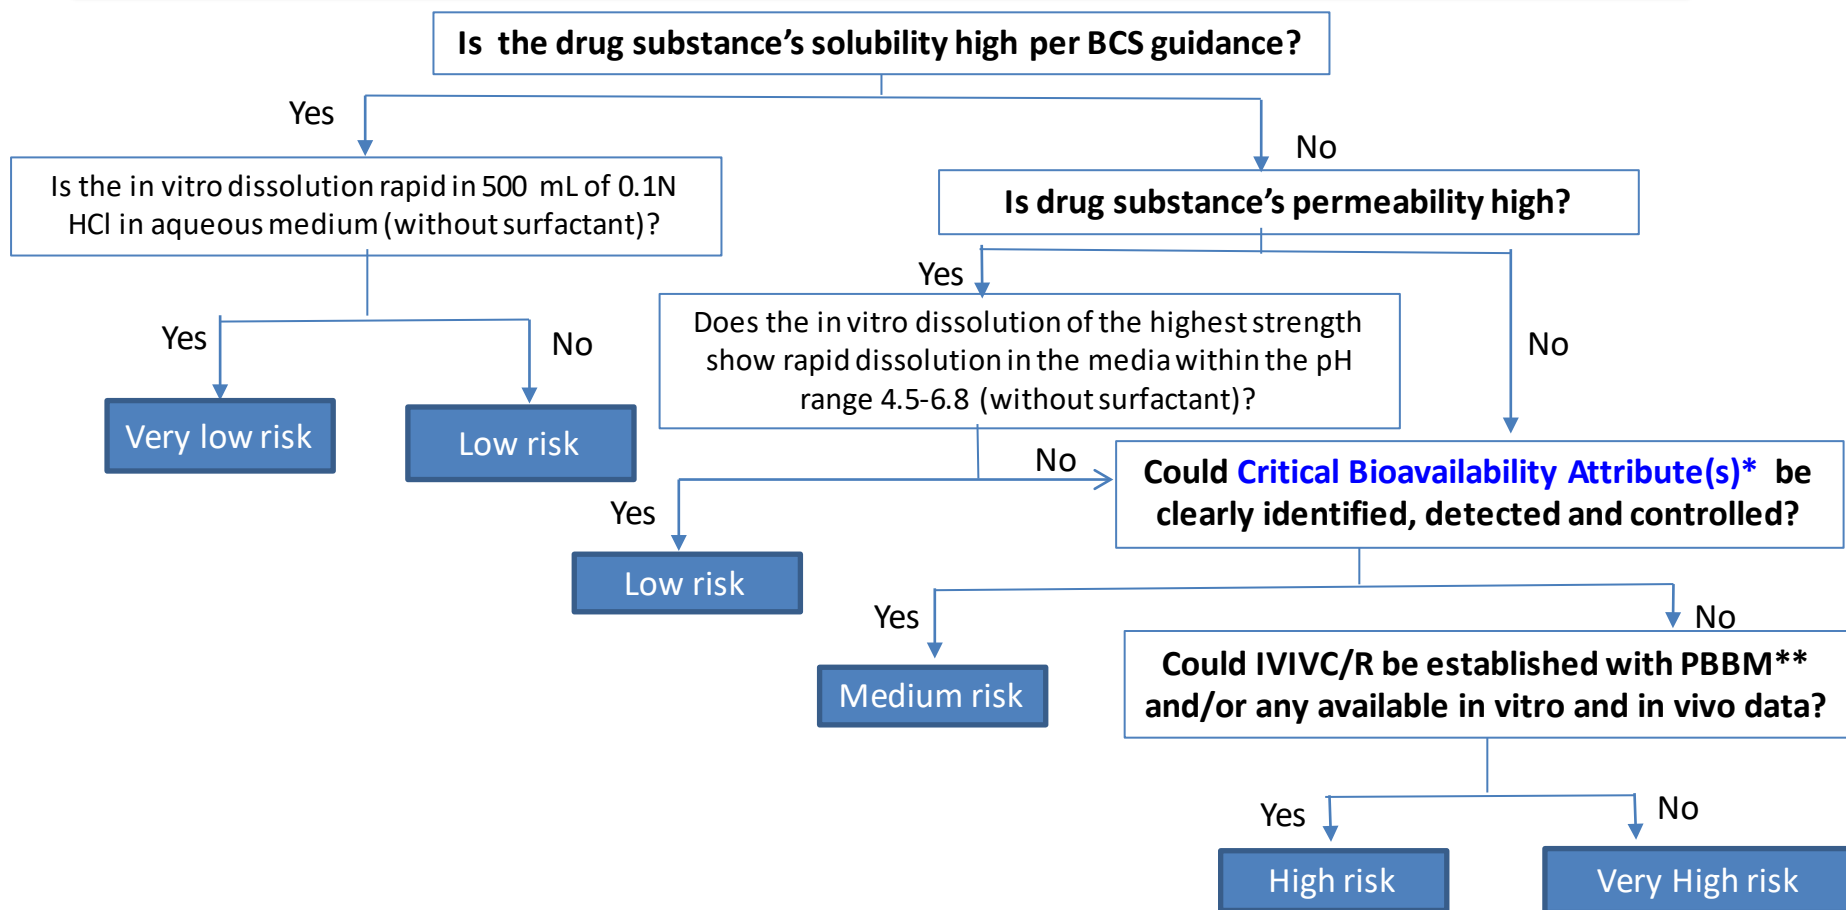 Is the drug substance’s solubility high per BCS guidance?
Yes
No
Is the in vitro dissolution rapid in 500 mL of 0.1N
HCl in aqueous medium (without surfactant)?
Is drug substance’s permeability high?
Yes
No
Yes
No
Does the in vitro dissolution of the highest strength
show rapid dissolution in the media within the pH
range 4.5-6.8 (without surfactant)?
Very low risk
Low risk
No
Yes
Could Critical Bioavailability Attribute(s)* be
clearly identified, detected and controlled?
Low risk
Yes
No
Medium risk
Could IVIVC/R be established with PBBM**
and/or any available in vitro and in vivo data?
Yes
No
High risk
Very High risk